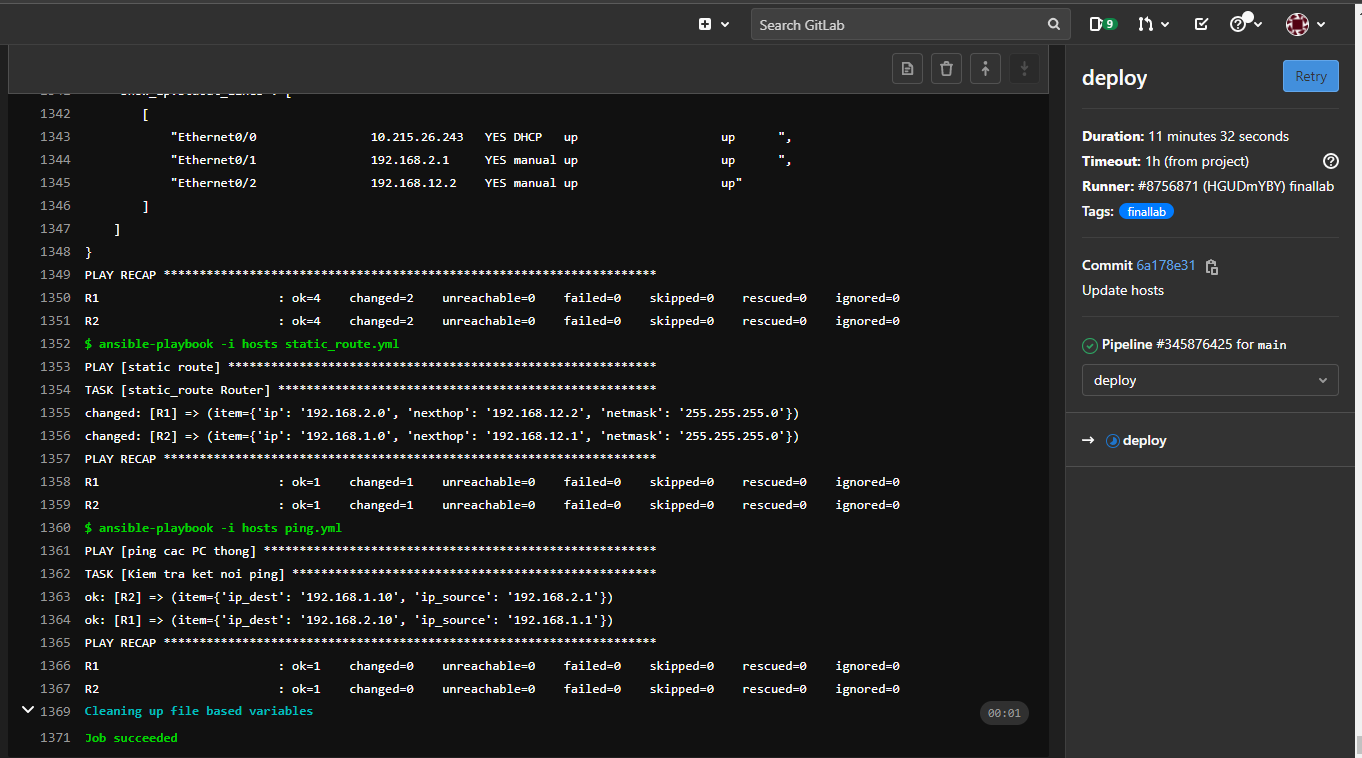 Search GitLab
9
1342 [
1343 "Ethernet0/0 10.215.26.243 YES DHCP up up ",
1344 "Ethernet0/1 192.168.2.1 YES manual up up ",
1345 "Ethernet0/2 192.168.12.2 YES manual up up"
1346 ]
1347 ]
1348 }
1349 PLAY RECAP *********************************************************************
1350 R1 : ok=4 changed=2 unreachable=0 failed=0 skipped=0 rescued=0 ignored=0
1351 R2 : ok=4 changed=2 unreachable=0 failed=0 skipped=0 rescued=0 ignored=0
1352 $ ansible-playbook -i hosts static_route.yml
1353 PLAY [static route] ************************************************************
1354 TASK [static_route Router] *****************************************************
1355 changed: [R1] => (item={'ip': '192.168.2.0', 'nexthop': '192.168.12.2', 'netmask': '255.255.255.0'})
1356 changed: [R2] => (item={'ip': '192.168.1.0', 'nexthop': '192.168.12.1', 'netmask': '255.255.255.0'})
1357 PLAY RECAP *********************************************************************
1358 R1 : ok=1 changed=1 unreachable=0 failed=0 skipped=0 rescued=0 ignored=0
1359 R2 : ok=1 changed=1 unreachable=0 failed=0 skipped=0 rescued=0 ignored=0
1360 $ ansible-playbook -i hosts ping.yml
1361 PLAY [ping cac PC thong] *******************************************************
1362 TASK [Kiem tra ket noi ping] ***************************************************
1363 ok: [R2] => (item={'ip_dest': '192.168.1.10', 'ip_source': '192.168.2.1'})
1364 ok: [R1] => (item={'ip_dest': '192.168.2.10', 'ip_source': '192.168.1.1'})
1365 PLAY RECAP *********************************************************************
1366 R1 : ok=1 changed=0 unreachable=0 failed=0 skipped=0 rescued=0 ignored=0
1367 R2 : ok=1 changed=0 unreachable=0 failed=0 skipped=0 rescued=0 ignored=0
1369 Cleaning up file based variables 00:01
1371 Job succeeded
deploy Retry
Duration: 11 minutes 32 seconds
Timeout: 1h (from project)
Runner: #8756871 (HGUDmYBY) finallab
Tags: finallab
Commit 6a178e31
Update hosts
Pipeline #345876425 for main
deploy
→ deploy